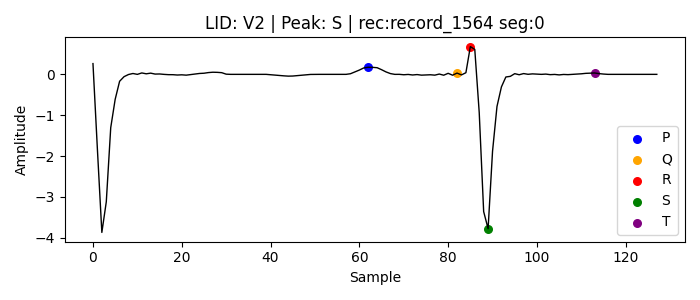 LID: V2 | Peak: S | rec:record_1564 seg:0
Amplitude
0
−1
−2
−3
−4
P
Q
R
S
T
0 20 40 60 80 100 120
Sample